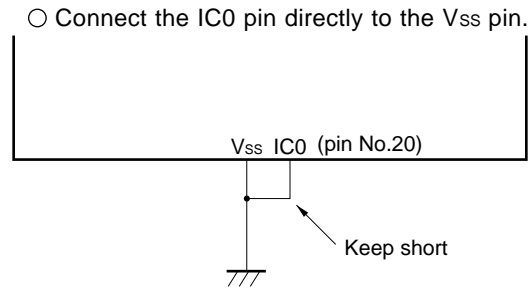 ○ Connect the IC0 pin directly to the Vss pin.
Vss IC0 (pin No.20)
Keep short